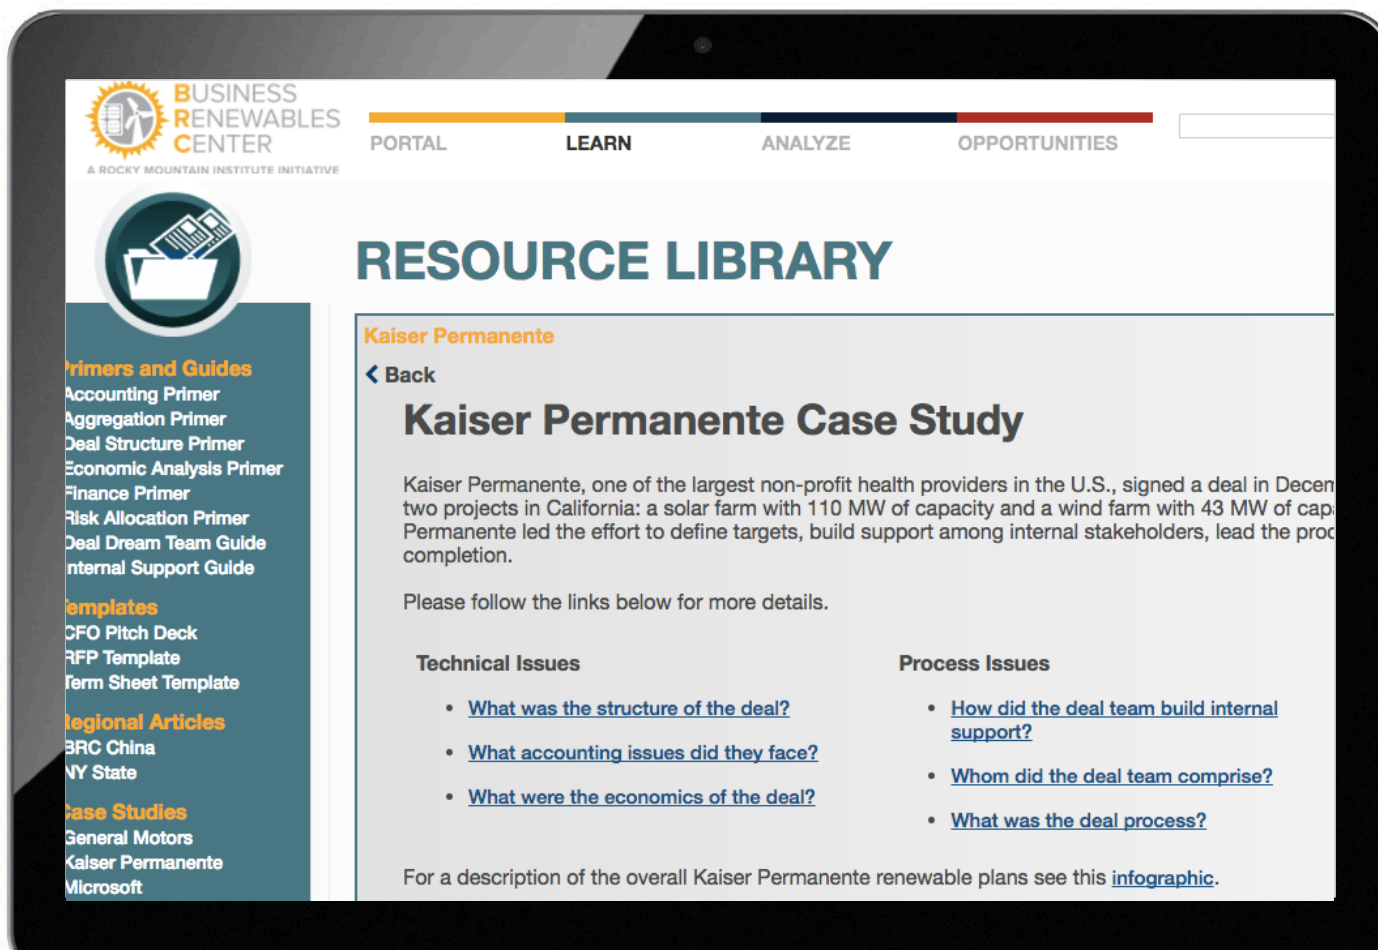 BUSINESS
RENEWABLES
CENTER
A ROCKY MOUNTAIN INSTITUTE INITIATIVE
PORTAL LEARN ANALYZE OPPORTUNITIES
RESOURCE LIBRARY
Primers and Guides
Accounting Primer
Aggregation Primer
Deal Structure Primer
Economic Analysis Primer
Finance Primer
Risk Allocation Primer
Deal Dream Team Guide
Internal Support Guide
Templates
CFO Pitch Deck
RFP Template
Term Sheet Template
Regional Articles
BRC China
NY State
Case Studies
General Motors
Kaiser Permanente
Microsoft
Kaiser Permanente
Back
Kaiser Permanente Case Study
Kaiser Permanente, one of the largest non-profit health providers in the U.S., signed a deal in
two projects in California: a solar farm with 110 MW of capacity and a wind farm with 43 MW of
Permanente led the effort to define targets, build support among internal stakeholders, lead the
completion.
Please follow the links below for more details.
Technical Issues
• What was the structure of the deal?
• What accounting issues did they face?
• What were the economics of the deal?
Process Issues
• How did the deal team build internal
support?
• Whom did the deal team comprise?
• What was the deal process?
For a description of the overall Kaiser Permanente renewable plans see this infographic.